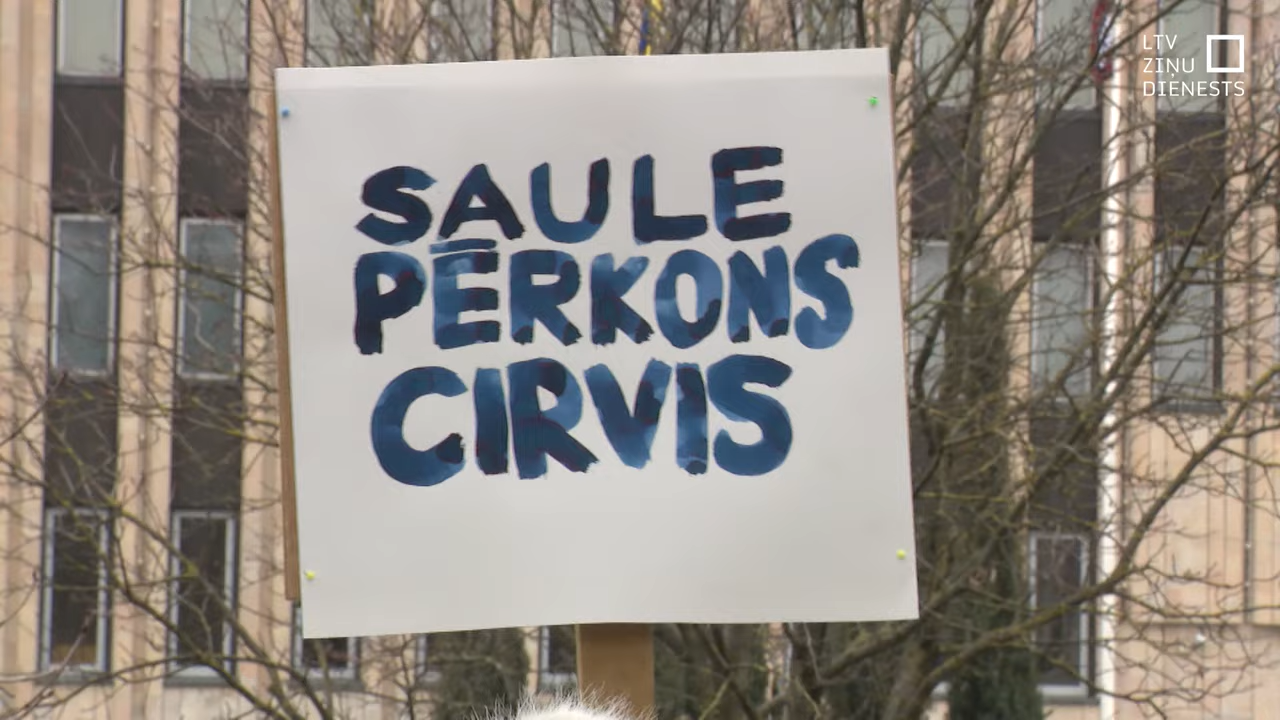 SAULE
PĒRKONS
CIRVIS
LTV
ZIŅU
DIENESTS